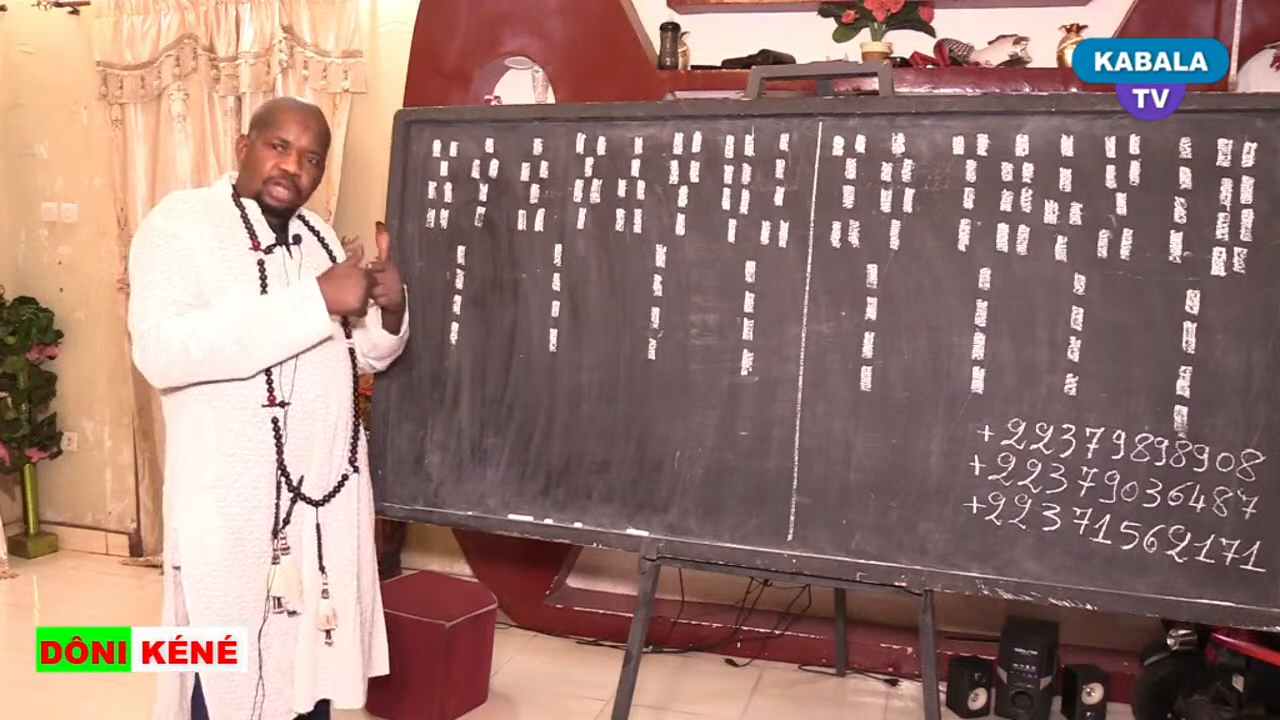 KABALA
TV
+22379898908
+22379036487
+22371562171
DÔNI KÉNÉ